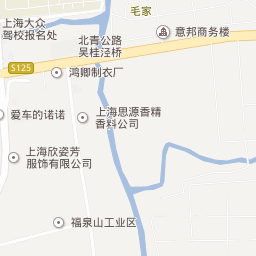 毛家
上海大众
驾校报名处
北青公路
吴桂泾桥
意邦商务楼
S125
鸿卿制衣厂
爱车的诺诺
上海思源香精
香料公司
上海欣姿芳
服饰有限公司
福泉山工业区